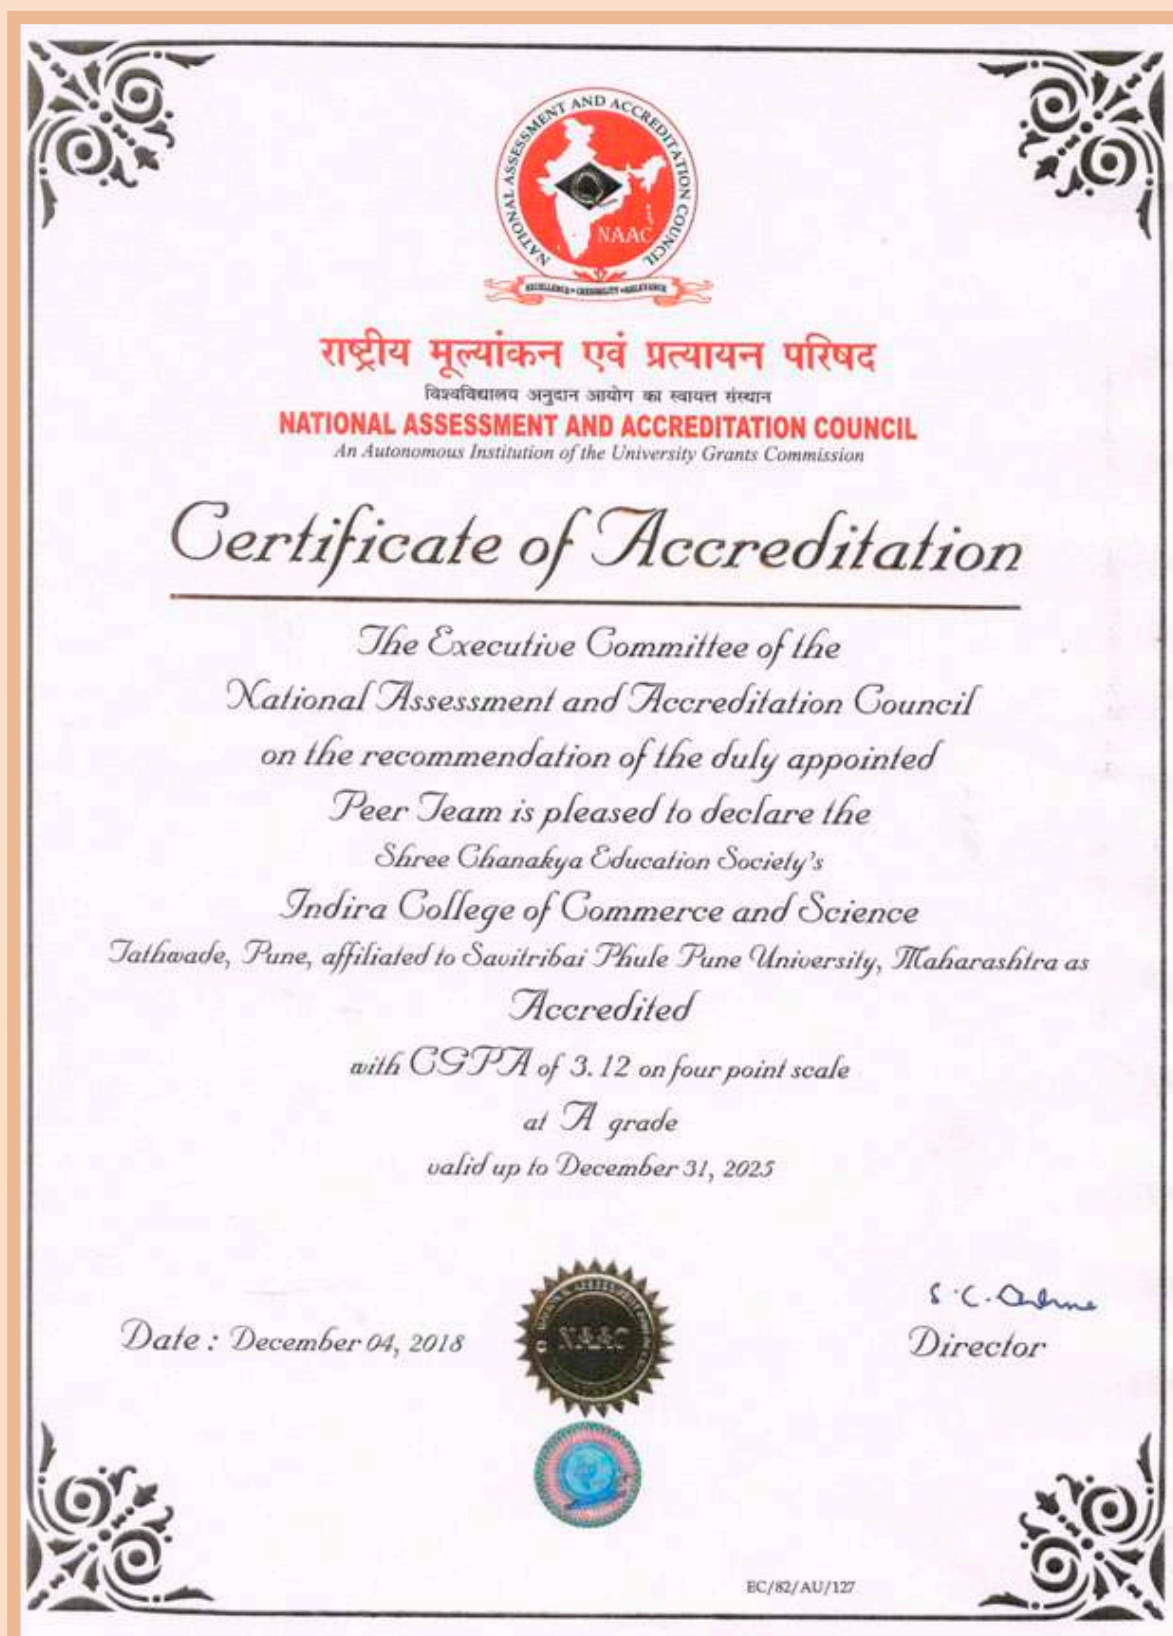 NATIONAL ASSESSMENT AND ACCREDITATION COUNCIL
NAAC
EXCELLENCE • CREDIBILITY • RELEVANCE
राष्ट्रीय मूल्यांकन एवं प्रत्यायन परिषद
विश्वविद्यालय अनुदान आयोग का स्वायत्त संस्थान
NATIONAL ASSESSMENT AND ACCREDITATION COUNCIL
An Autonomous Institution of the University Grants Commission
Certificate of Accreditation
The Executive Committee of the
National Assessment and Accreditation Council
on the recommendation of the duly appointed
Peer Team is pleased to declare the
Shree Chanakya Education Society's
Indira College of Commerce and Science
Tathwade, Pune, affiliated to Savitribai Phule Pune University, Maharashtra as
Accredited
with CGPA of 3.12 on four point scale
at A grade
valid up to December 31, 2025
S.C.
Date : December 04, 2018
NAAC
Director
EC/82/AU/127